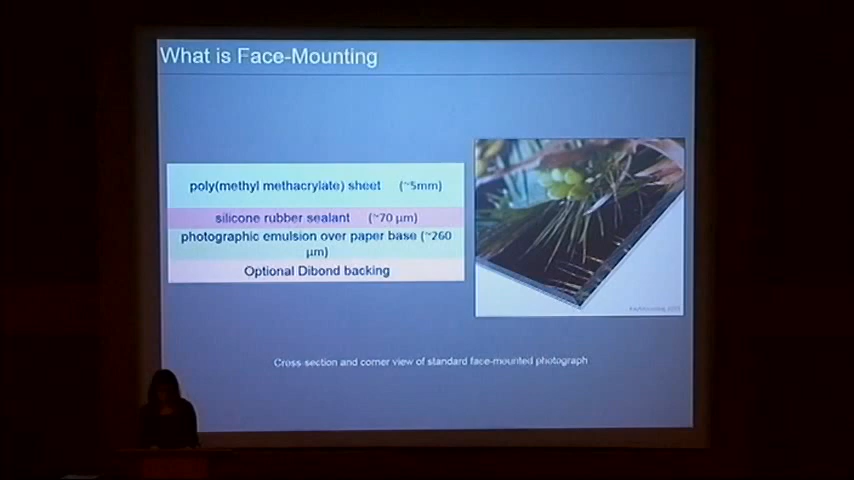 What is Face-Mounting
poly(methyl methacrylate) sheet (~5mm)
silicone rubber sealant (~70 µm)
photographic emulsion over paper base (~260
µm)
Optional Dibond backing
Cross-section and corner view of standard face-mounted photograph